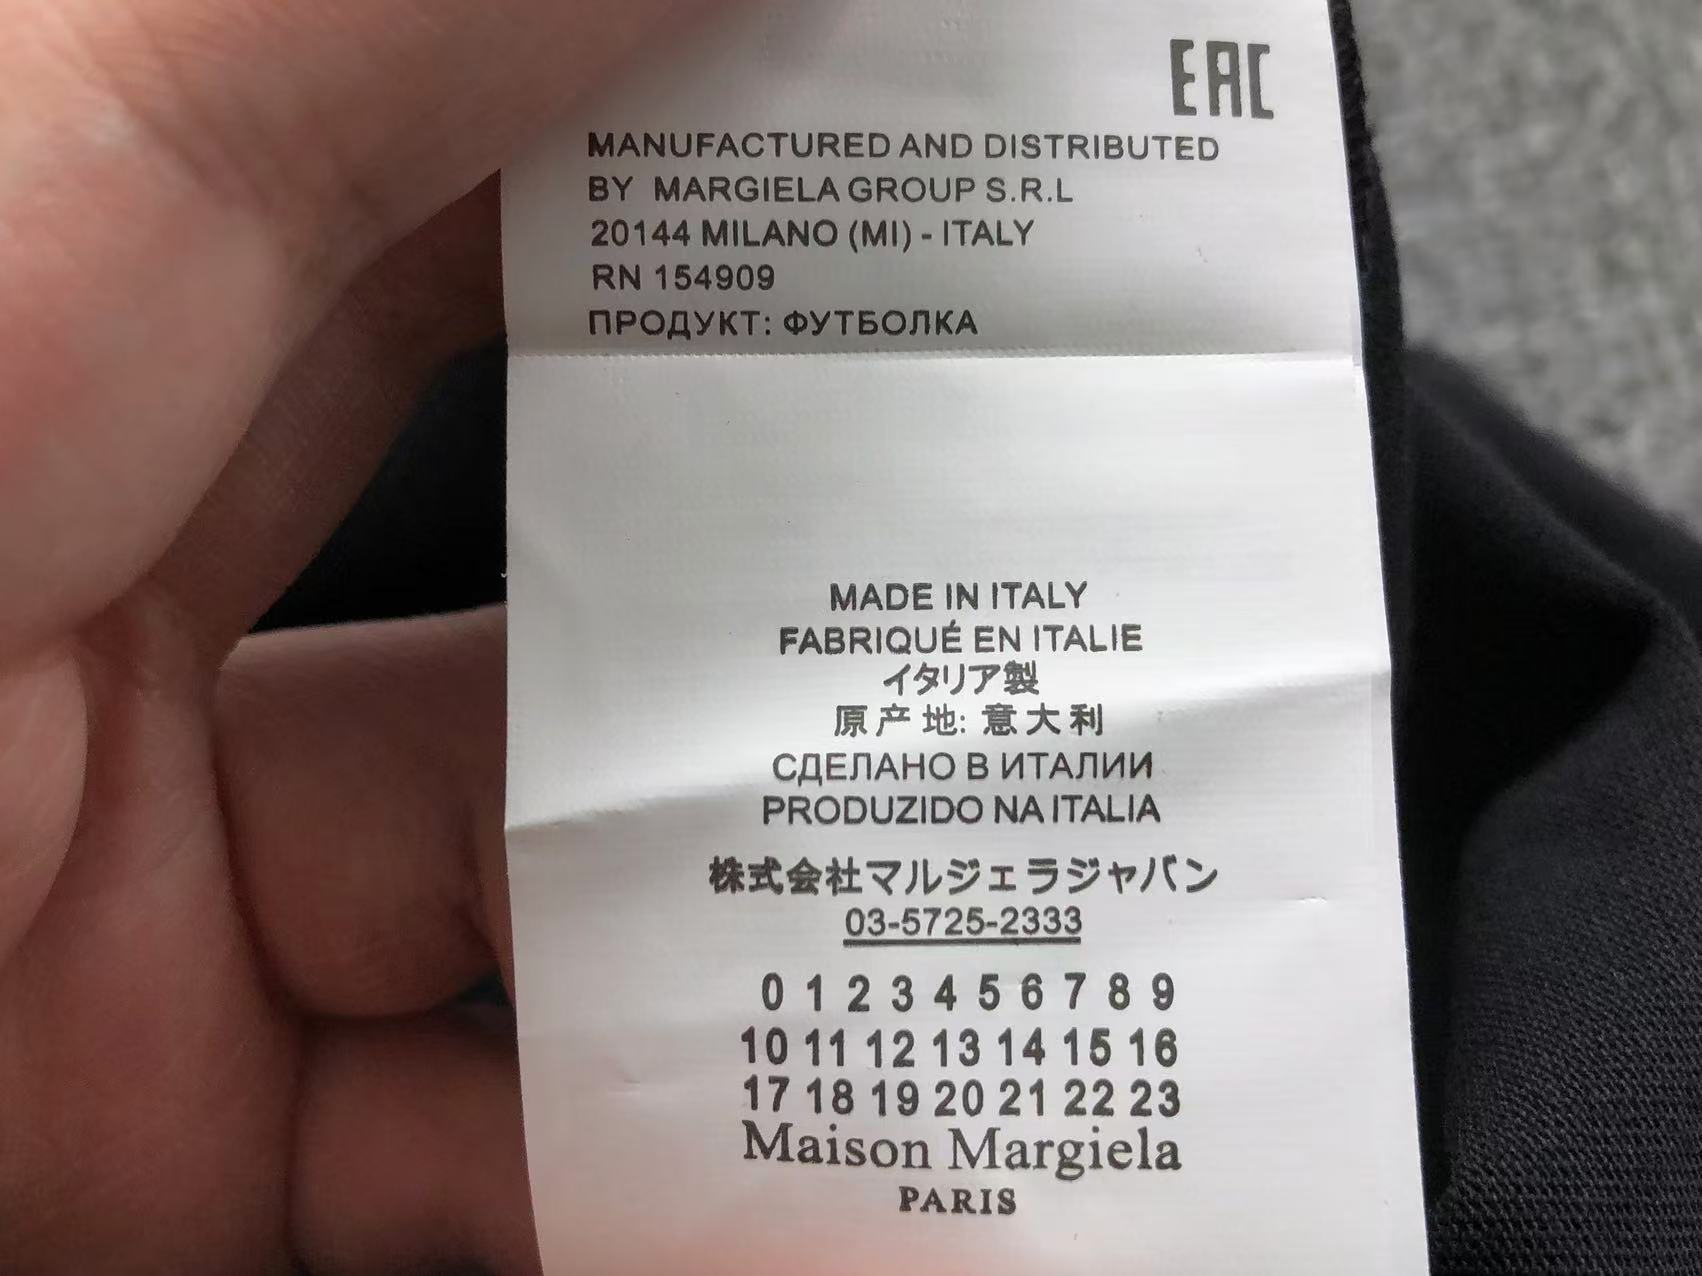 EAC
MANUFACTURED AND DISTRIBUTED
BY MARGIELA GROUP S.R.L
20144 MILANO (MI) - ITALY
RN 154909
ПРОДУКТ: ФУТБОЛКА
MADE IN ITALY
FABRIQUÉ EN ITALIE
イタリア製
原产地: 意大利
СДЕЛАНО В ИТАЛИИ
PRODUZIDO NA ITALIA
株式会社マルジェラジャパン
03-5725-2333
0 1 2 3 4 5 6 7 8 9
10 11 12 13 14 15 16
17 18 19 20 21 22 23
Maison Margiela
PARIS